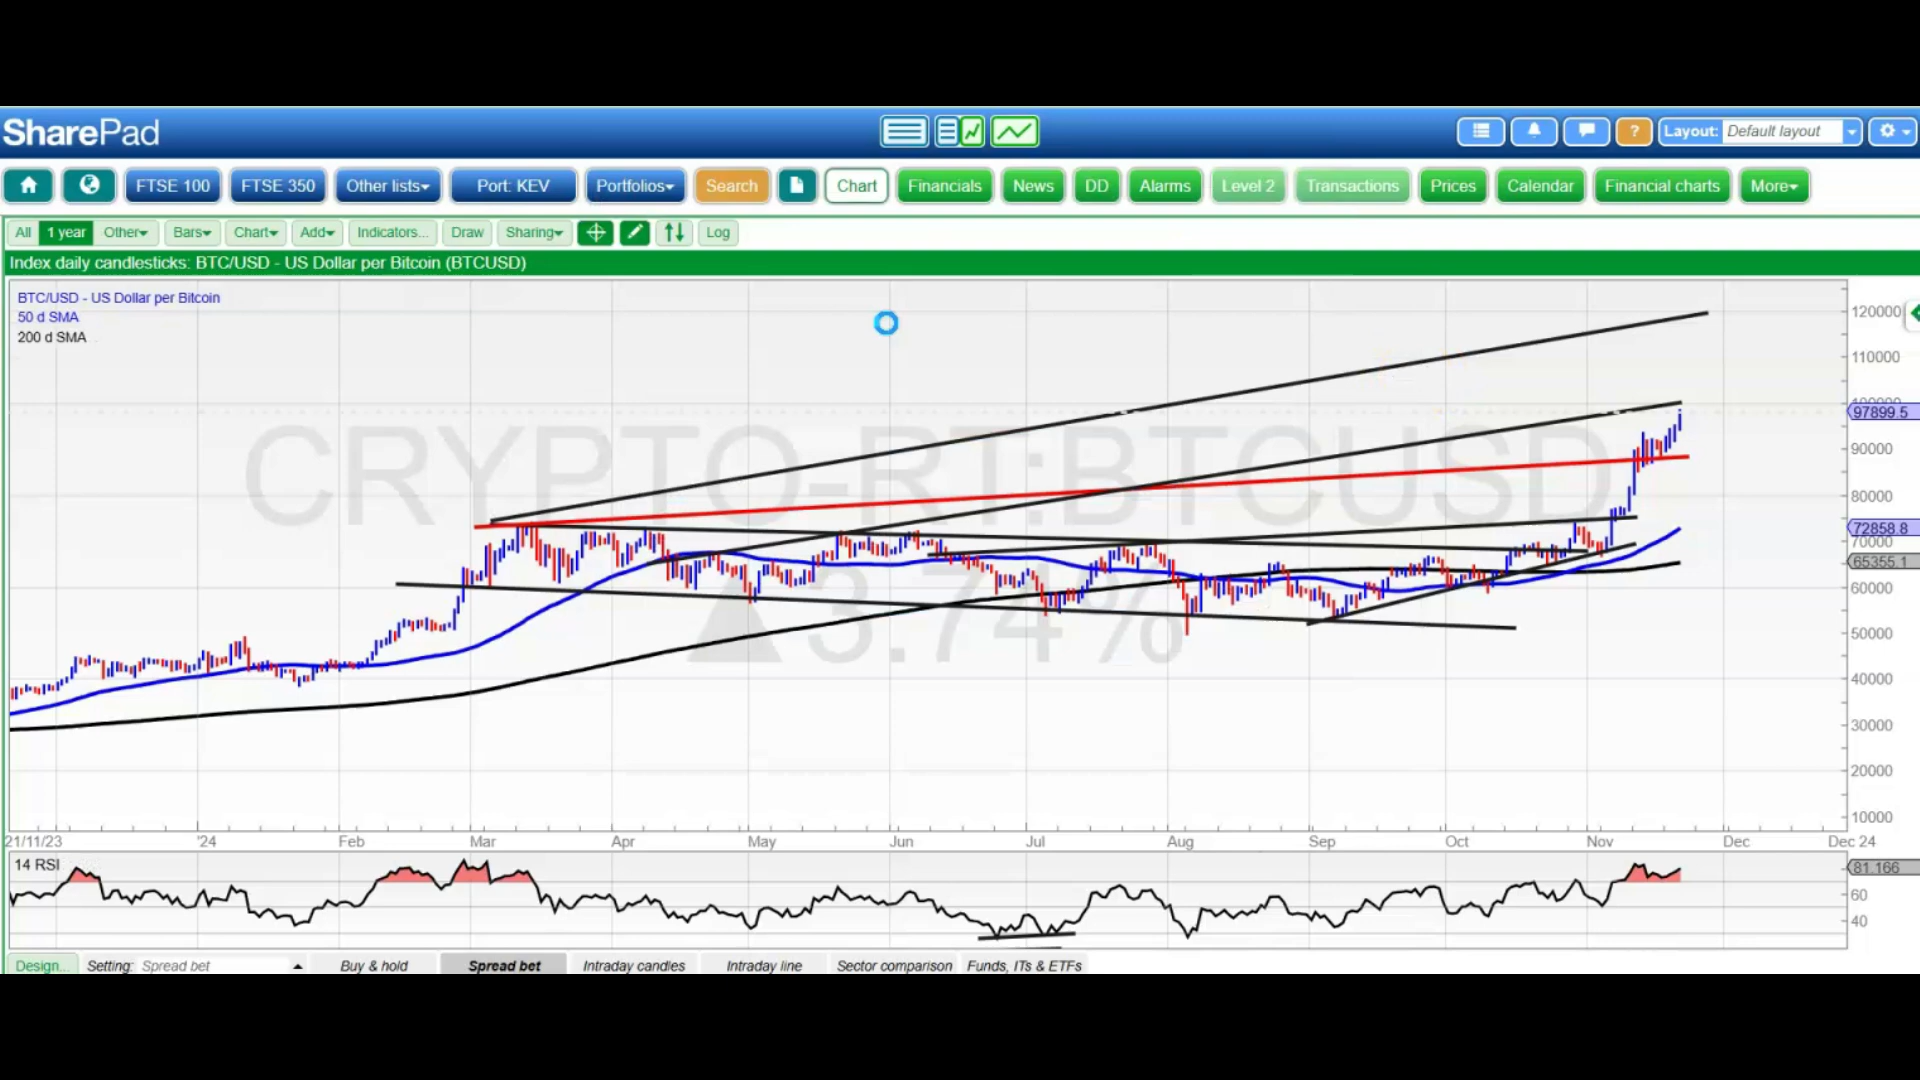 SharePad
Layout: Default layout
?
FTSE 100 FTSE 350 Other lists Port: KEV Portfolios Search Chart Financials News DD Alarms Level 2 Transactions Prices Calendar Financial charts More
All 1 year Other Bars Chart Add Indicators... Draw Sharing Log
Index daily candlesticks: BTC/USD - US Dollar per Bitcoin (BTCUSD)
BTC/USD - US Dollar per Bitcoin
50 d SMA
200 d SMA
CRYPTO-RT:BTCUSD
▲3.74%
120000
110000
100000
97899.5
90000
80000
72858.8
70000
65355.1
60000
50000
40000
30000
20000
10000
21/11/23 '24 Feb Mar Apr May Jun Jul Aug Sep Oct Nov Dec Dec 24
14 RSI
81.166
60
40
Design... Setting: Spread bet Buy & hold Spread bet Intraday candles Intraday line Sector comparison Funds, ITs & ETFs